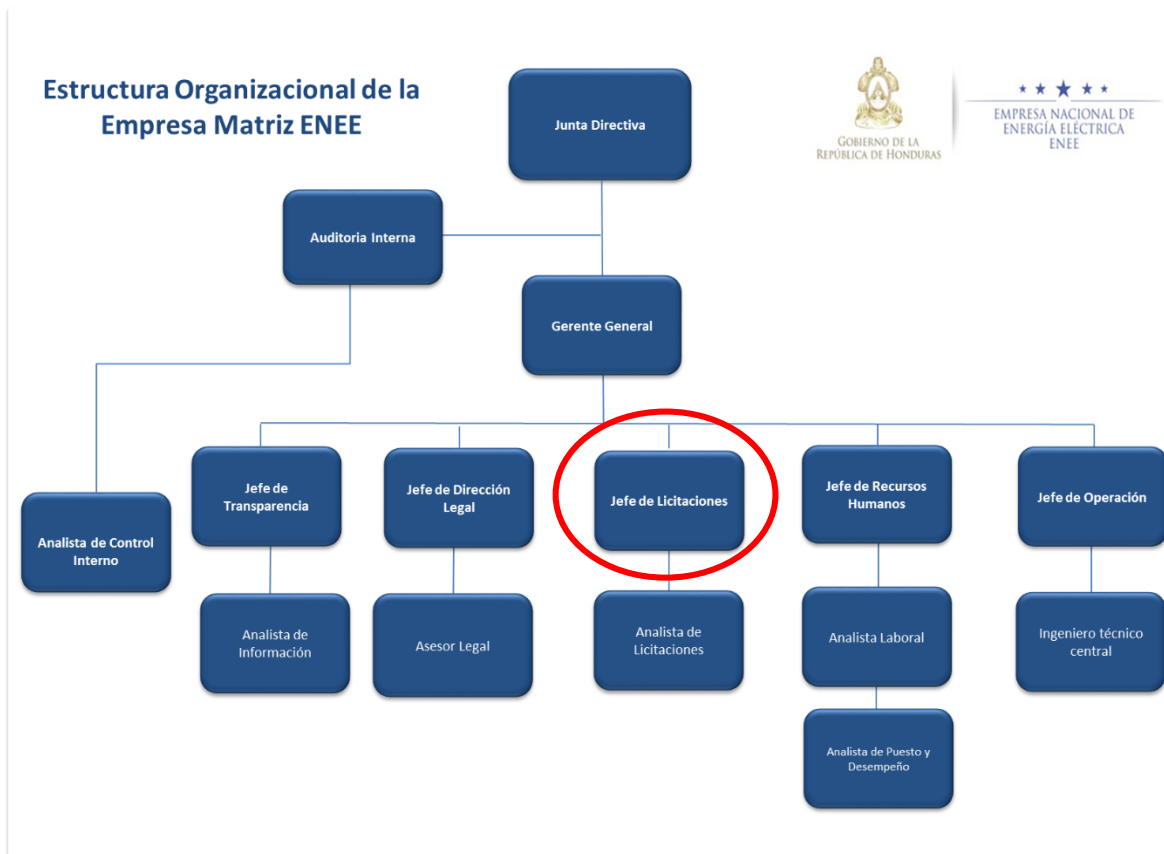 Estructura Organizacional de la
Empresa Matriz ENEE
Junta Directiva
GOBIERNO DE LA
REPÚBLICA DE HONDURAS
EMPRESA NACIONAL DE
ENERGÍA ELÉCTRICA
ENEE
Auditoria Interna
Gerente General
Jefe de
Transparencia
Jefe de Dirección
Legal
Jefe de Licitaciones
Jefe de Recursos
Humanos
Jefe de Operación
Analista de Control
Interno
Analista de
Información
Asesor Legal
Analista de
Licitaciones
Analista Laboral
Ingeniero técnico
central
Analista de Puesto y
Desempeño